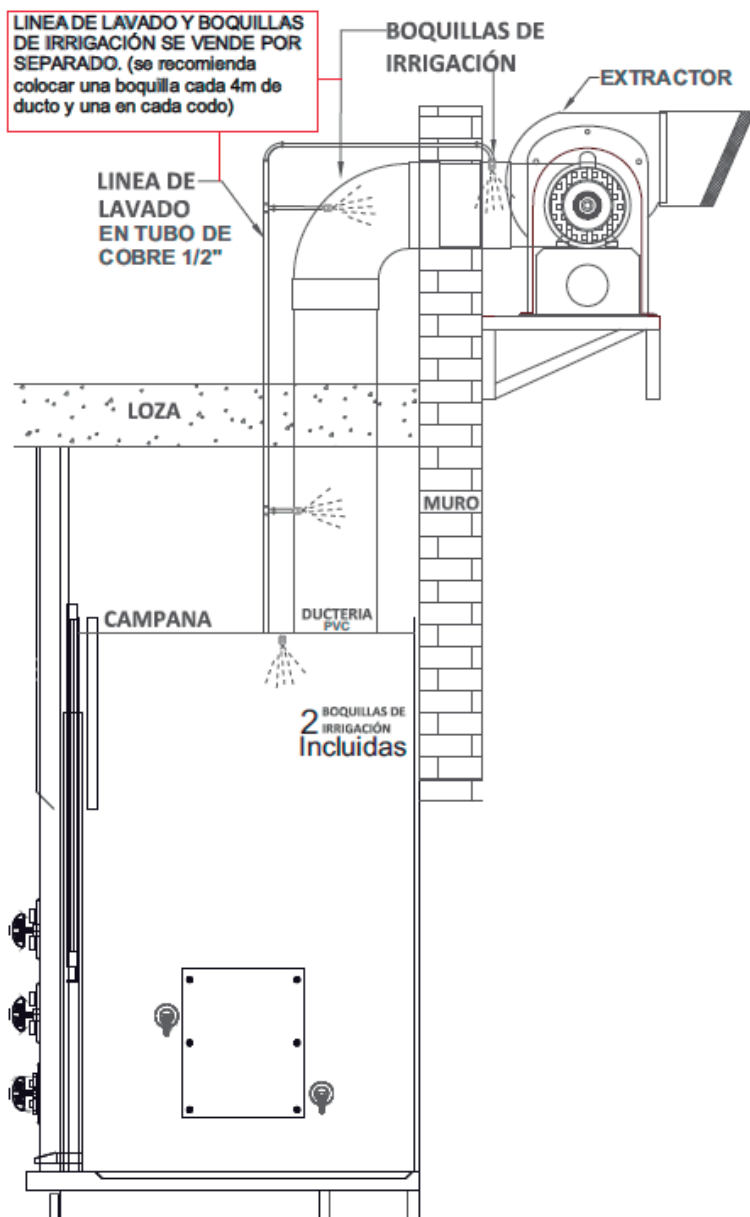 LINEA DE LAVADO Y BOQUILLAS
DE IRRIGACIÓN SE VENDE POR
SEPARADO. (se recomienda
colocar una boquilla cada 4m de
ducto y una en cada codo)
BOQUILLAS DE
IRRIGACIÓN
EXTRACTOR
LINEA DE
LAVADO
EN TUBO DE
COBRE 1/2"
LOZA
MURO
CAMPANA
DUCTERIA
PVC
2 BOQUILLAS DE
IRRIGACIÓN
Incluidas